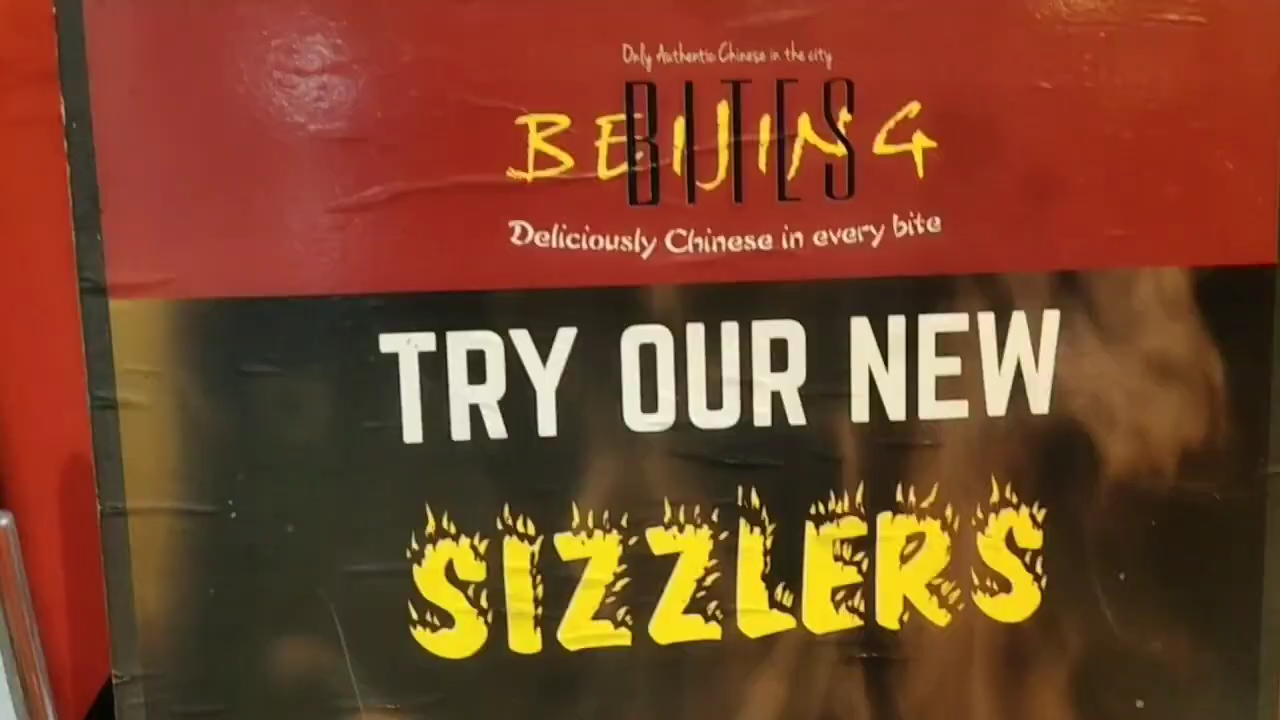 Only Authentic Chinese in the city
BEIJING
BITES
Deliciously Chinese in every bite
TRY OUR NEW
SIZZLERS